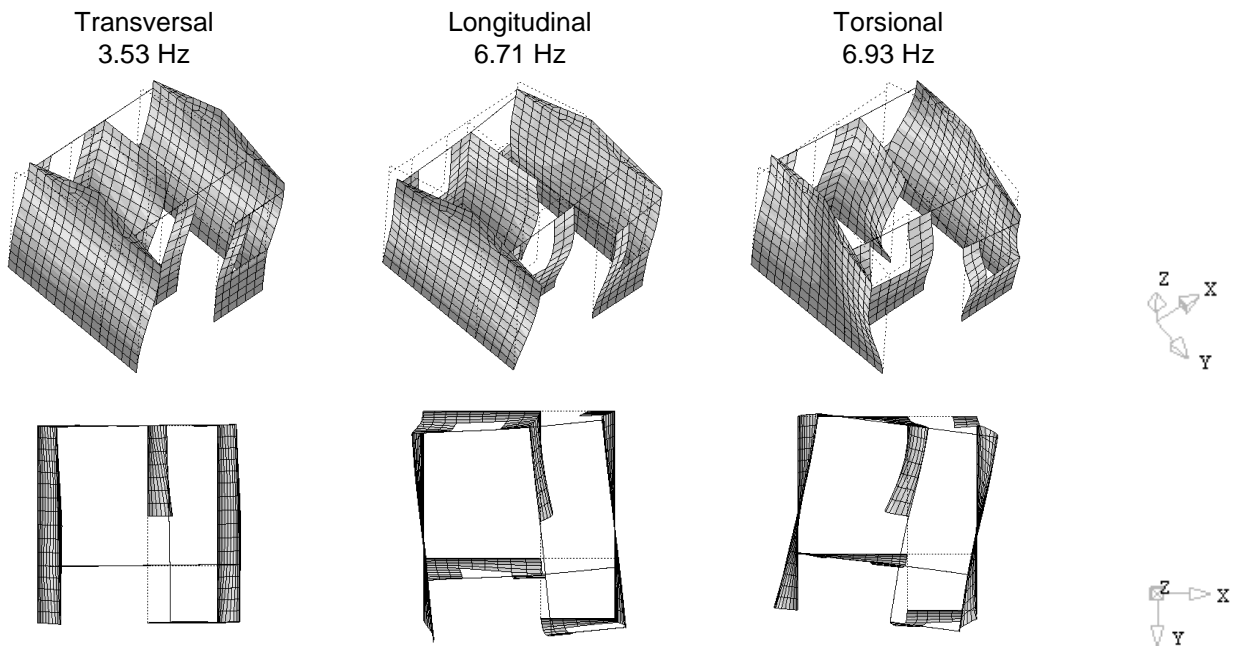 Transversal
3.53 Hz
Longitudinal
6.71 Hz
Torsional
6.93 Hz
Z
X
Y
Z
X
Y